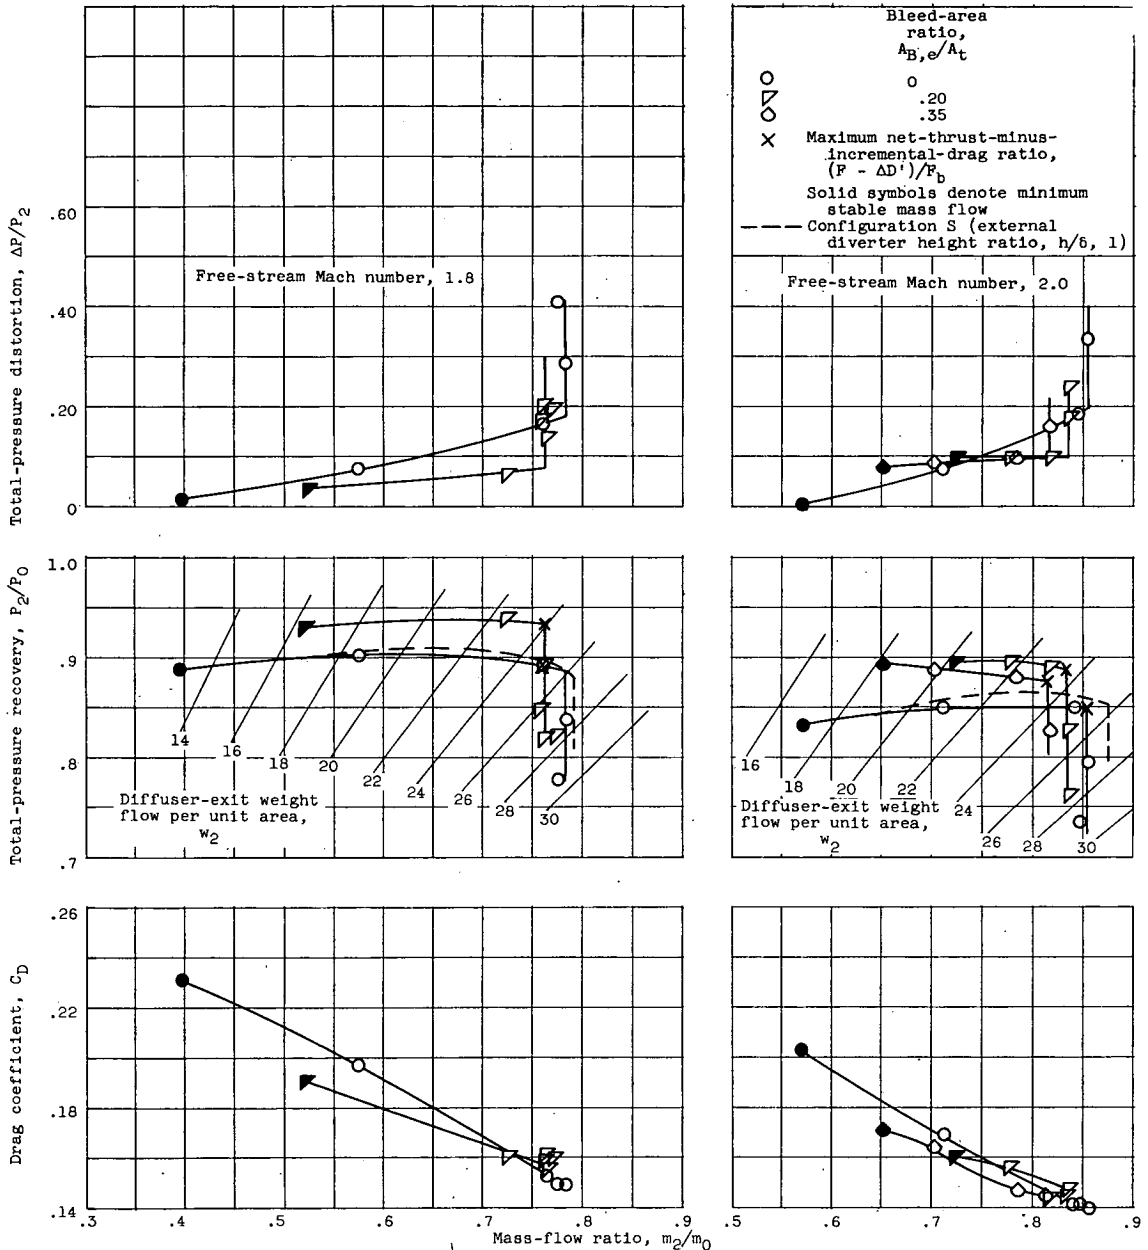 Bleed-area
ratio,
A_B,e/A_t
0
.20
.35
Maximum net-thrust-minus-
incremental-drag ratio,
(F - ΔD')/F_b
Solid symbols denote minimum
stable mass flow
Configuration S (external
diverter height ratio, h/δ, 1)
Total-pressure distortion, ΔP/P_2
.60
.40
.20
0
Free-stream Mach number, 1.8
Free-stream Mach number, 2.0
Total-pressure recovery, P_2/P_0
1.0
.9
.8
.7
14
16
18
20
22
24
26
28
30
Diffuser-exit weight
flow per unit area,
w_2
16
18
20
22
24
26
28
30
Diffuser-exit weight
flow per unit area,
w_2
Drag coefficient, C_D
.26
.22
.18
.14
.3
.4
.5
.6
.7
.8
.9
.5
.6
.7
.8
.9
Mass-flow ratio, m_2/m_0